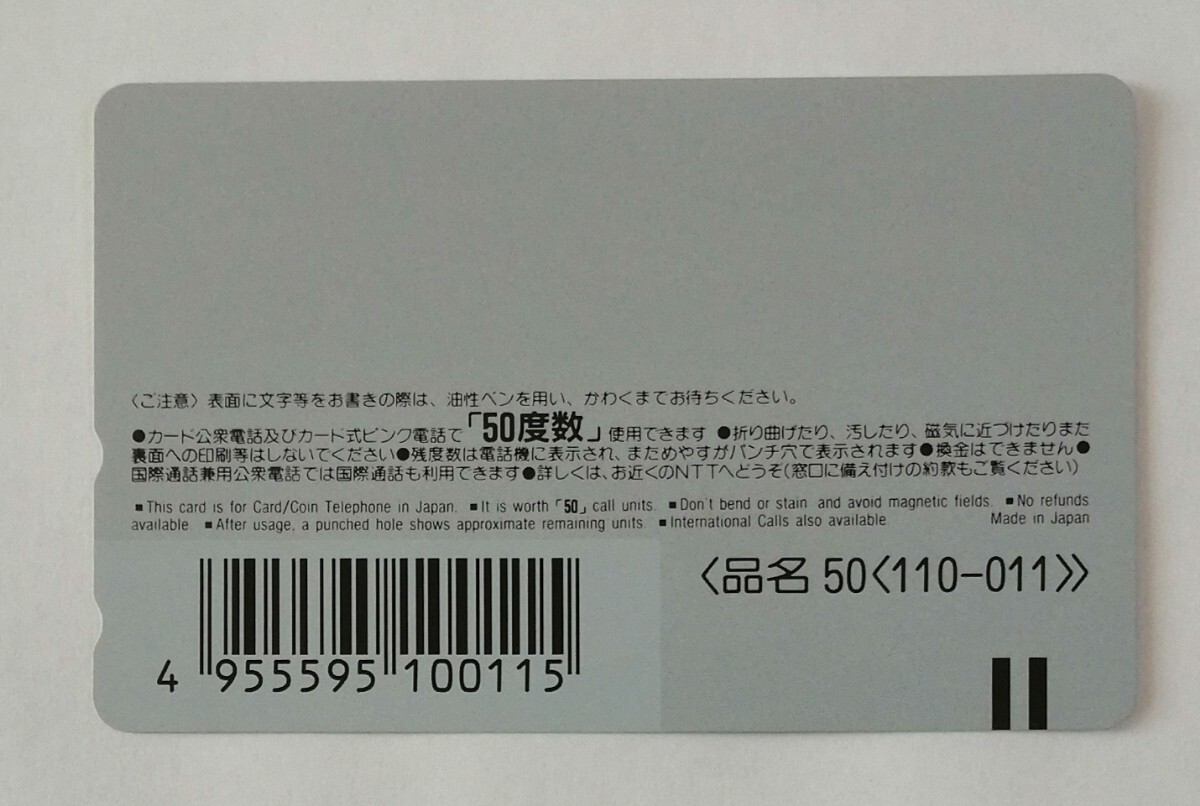 〈ご注意〉表面に文字等をお書きの際は、油性ペンを用い、かわくまでお待ちください。
●カード公衆電話及びカード式ピンク電話で「50度数」使用できます ●折り曲げたり、汚したり、磁気に近づけたりまた
裏面への印刷等はしないでください●残度数は電話機に表示され、まためやすがパンチ穴で表示されます●換金はできません●
国際通話兼用公衆電話では国際通話も利用できます●詳しくは、お近くのNTTへどうぞ(窓口に備え付けの約款もご覧ください)
■This card is for Card/Coin Telephone in Japan. ■It is worth「50」call units. ■Don't bend or stain and avoid magnetic fields. ■No refunds
available. ■After usage, a punched hole shows approximate remaining units. ■International Calls also available. Made in Japan
〈品名 50〈110-011〉〉
4 955595 100115